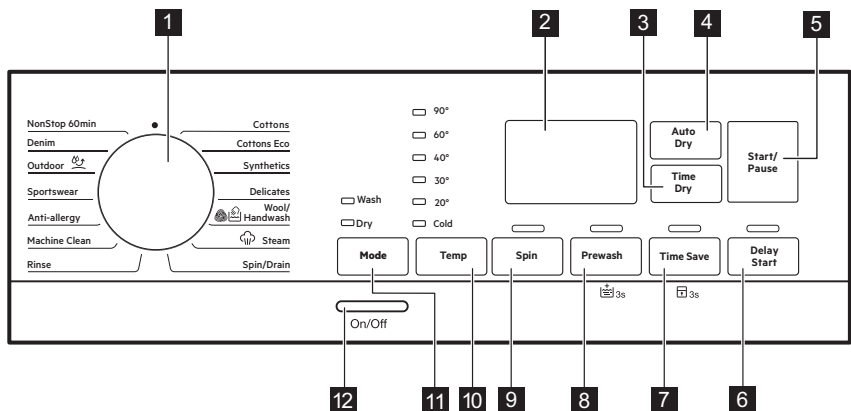 1
2
3
4
5
NonStop 60min
Denim
Outdoor
Sportswear
Anti-allergy
Machine Clean
Rinse
Cottons
Cottons Eco
Synthetics
Delicates
Wool/
Handwash
Steam
Spin/Drain
90°
60°
40°
30°
20°
Cold
Wash
Dry
Auto
Dry
Time
Dry
Start/
Pause
Mode
Temp
Spin
Prewash
Time Save
Delay
Start
3s
3s
On/Off
12
11
10
9
8
7
6